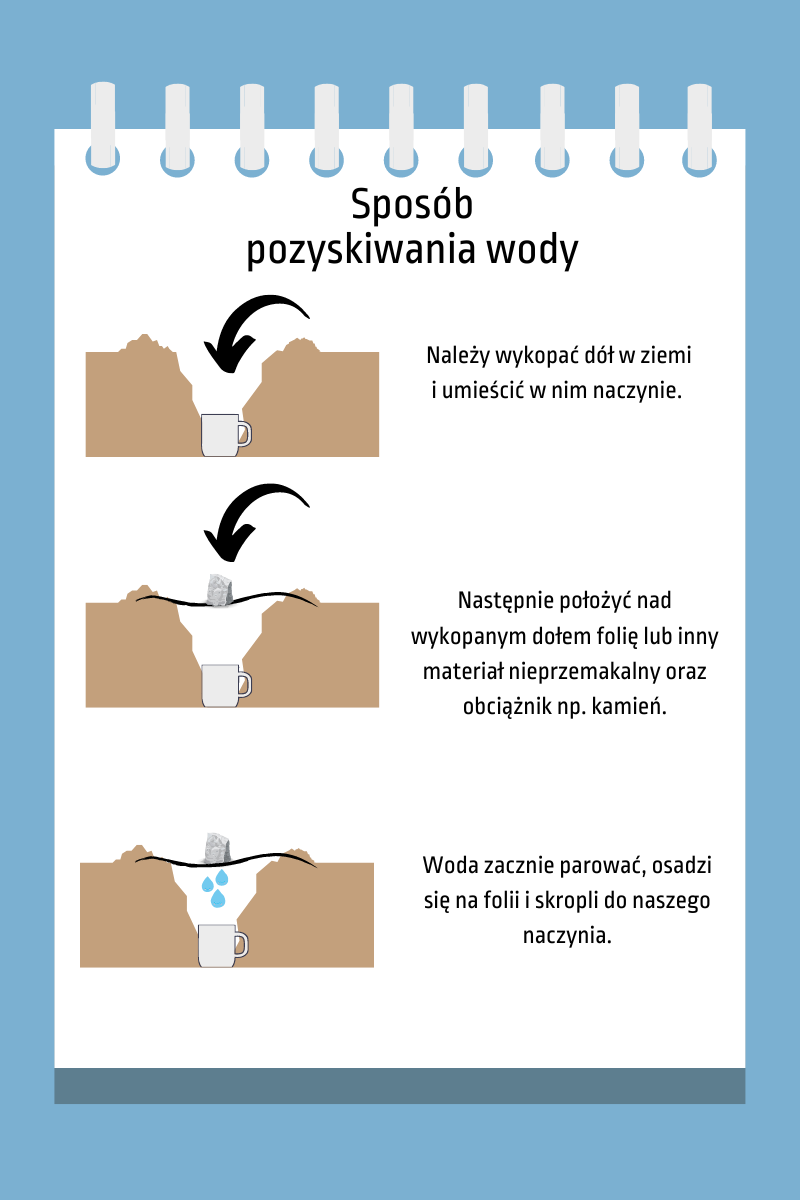 Sposób
pozyskiwania wody
Należy wykopać dół w ziemi
i umieścić w nim naczynie.
Następnie położyć nad
wykopanym dołem folię lub inny
materiał nieprzemakalny oraz
obciążnik np. kamień.
Woda zacznie parować, osadzi
się na folii i skropli do naszego
naczynia.